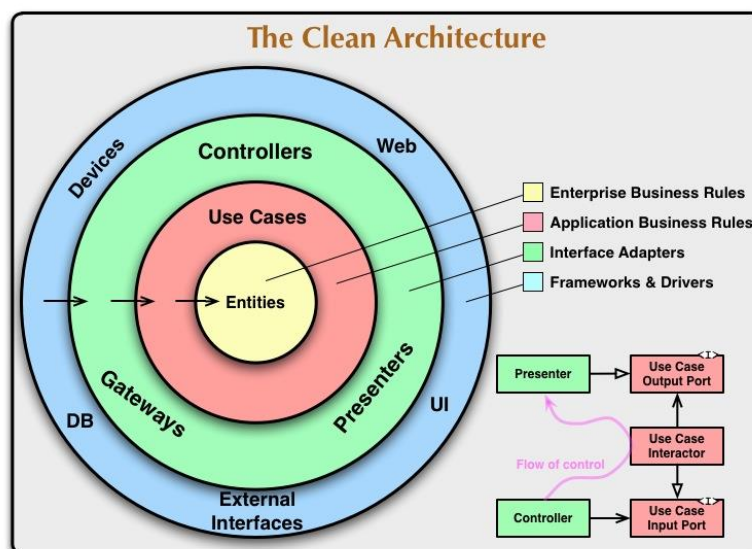 The Clean Architecture
Devices
Web
Controllers
Use Cases
Entities
Gateways
Presenters
DB
UI
External
Interfaces
Enterprise Business Rules
Application Business Rules
Interface Adapters
Frameworks & Drivers
Presenter
<I>
Use Case
Output Port
Use Case
Interactor
Flow of control
Controller
<I>
Use Case
Input Port